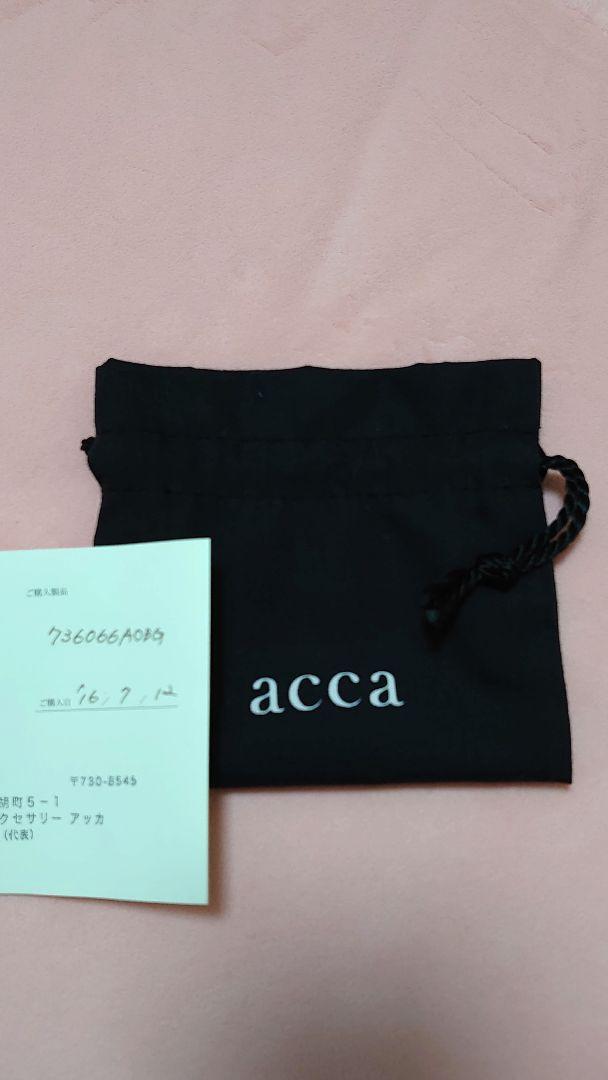 ご購入製品
736066A0BG
ご購入日 '16, 7, 12
〒730-8545
胡町5-1
クセサリー アッカ
(代表)
acca